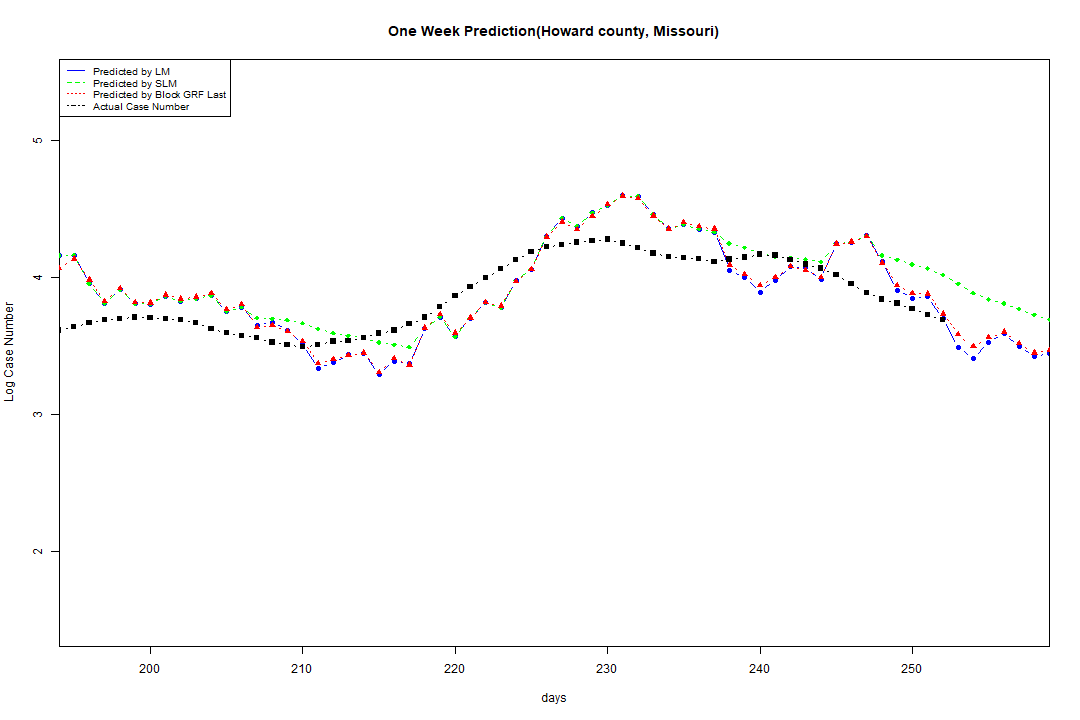 One Week Prediction(Howard county, Missouri)
Predicted by LM
Predicted by SLM
Predicted by Block GRF Last
Actual Case Number
5
4
3
2
Log Case Number
200 210 220 230 240 250
days